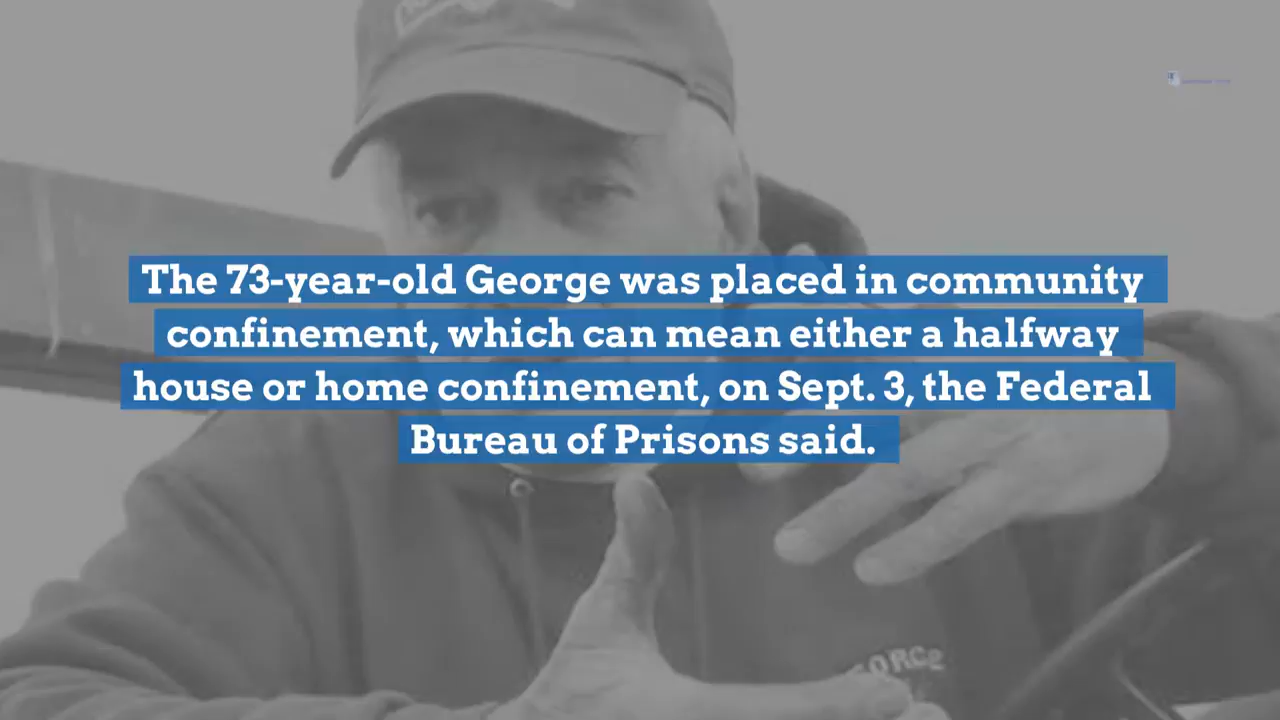 The 73-year-old George was placed in community
confinement, which can mean either a halfway
house or home confinement, on Sept. 3, the Federal
Bureau of Prisons said.